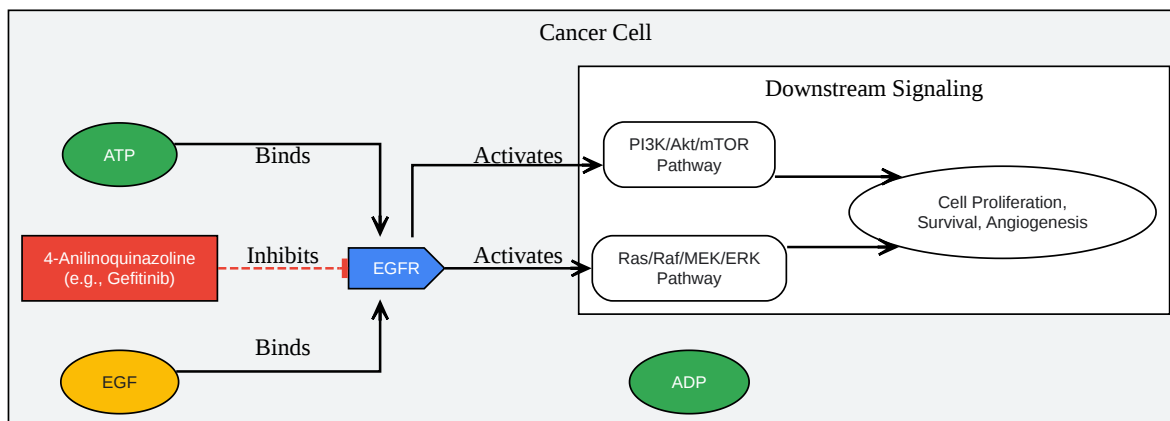 Cancer Cell
Downstream Signaling
ATP
Binds
Activates
PI3K/Akt/mTOR
Pathway
Cell Proliferation,
Survival, Angiogenesis
4-Anilinoquinazoline
(e.g., Gefitinib)
Inhibits
EGFR
Activates
Ras/Raf/MEK/ERK
Pathway
EGF
Binds
ADP